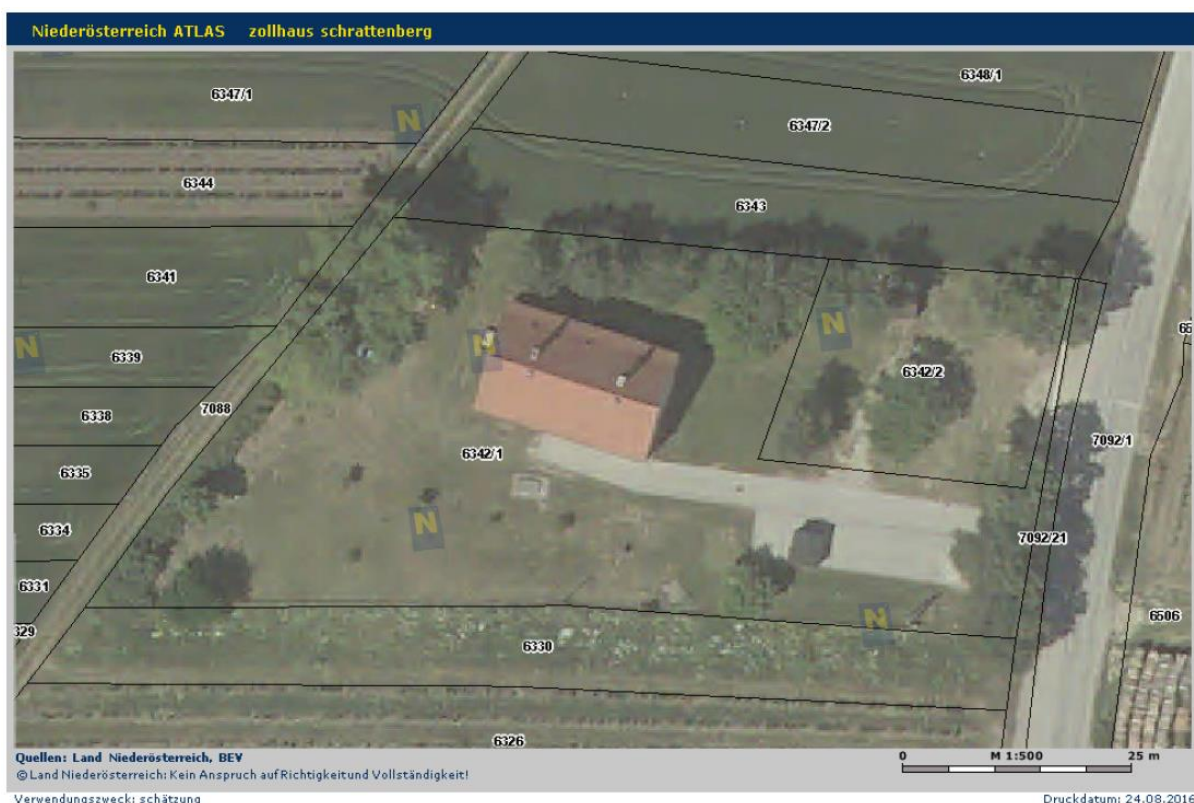 Niederösterreich ATLAS zollhaus schrattenberg
6348/1
6347/1
N
6347/2
6344
6343
6341
N
N
N
6339
6342/2
6338
7088
7092/1
6342/1
6335
6334
N
7092/21
6331
N
6506
329
6330
6326
Quellen: Land Niederösterreich, BEV
0 M 1:500 25 m
©Land Niederösterreich: Kein Anspruch auf Richtigkeit und Vollständigkeit!
Verwendungszweck: schätzung
Druckdatum: 24.08.2016